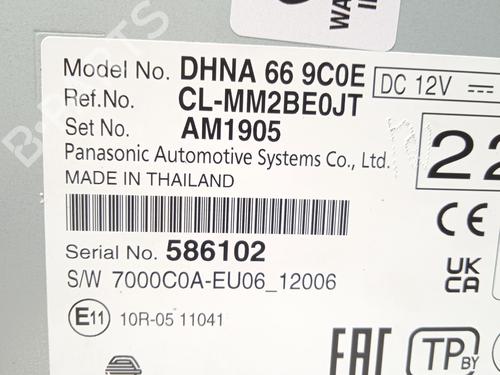 Model No. DHNA 66 9C0E
DC 12V
Ref.No. CL-MM2BE0JT
Set No. AM1905
Panasonic Automotive Systems Co., Ltd.
MADE IN THAILAND
22
CE
Serial No. 586102
UK
CA
S/W 7000C0A-EU06_12006
E11 10R-05 11041
EAC
TP
BY